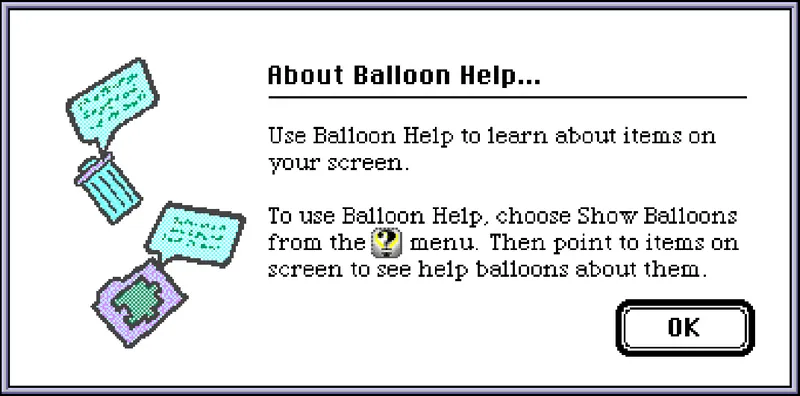 About Balloon Help...
Use Balloon Help to learn about items on
your screen.
To use Balloon Help, choose Show Balloons
from the ? menu. Then point to items on
screen to see help balloons about them.
OK